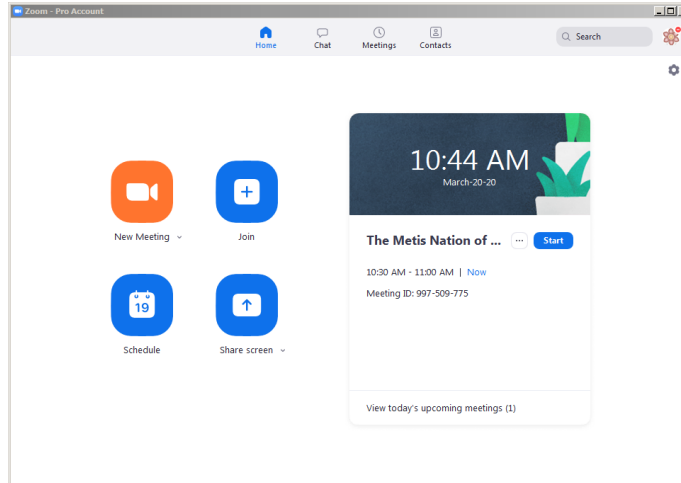 Zoom - Pro Account
Home Chat Meetings Contacts
Search
10:44 AM
March-20-20
New Meeting
Join
The Metis Nation of ...
Start
10:30 AM - 11:00 AM | Now
Meeting ID: 997-509-775
19
Schedule
Share screen
View today's upcoming meetings (1)